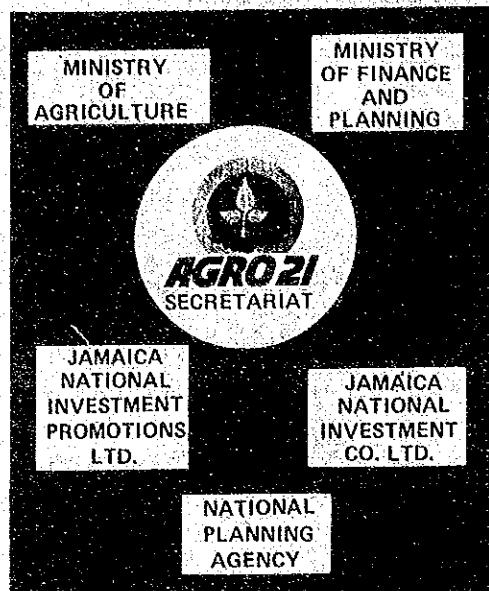 MINISTRY
OF
AGRICULTURE
MINISTRY
OF FINANCE
AND
PLANNING
AGRO 21
SECRETARIAT
JAMAICA
NATIONAL
INVESTMENT
PROMOTIONS
LTD.
JAMAICA
NATIONAL
INVESTMENT
CO. LTD.
NATIONAL
PLANNING
AGENCY